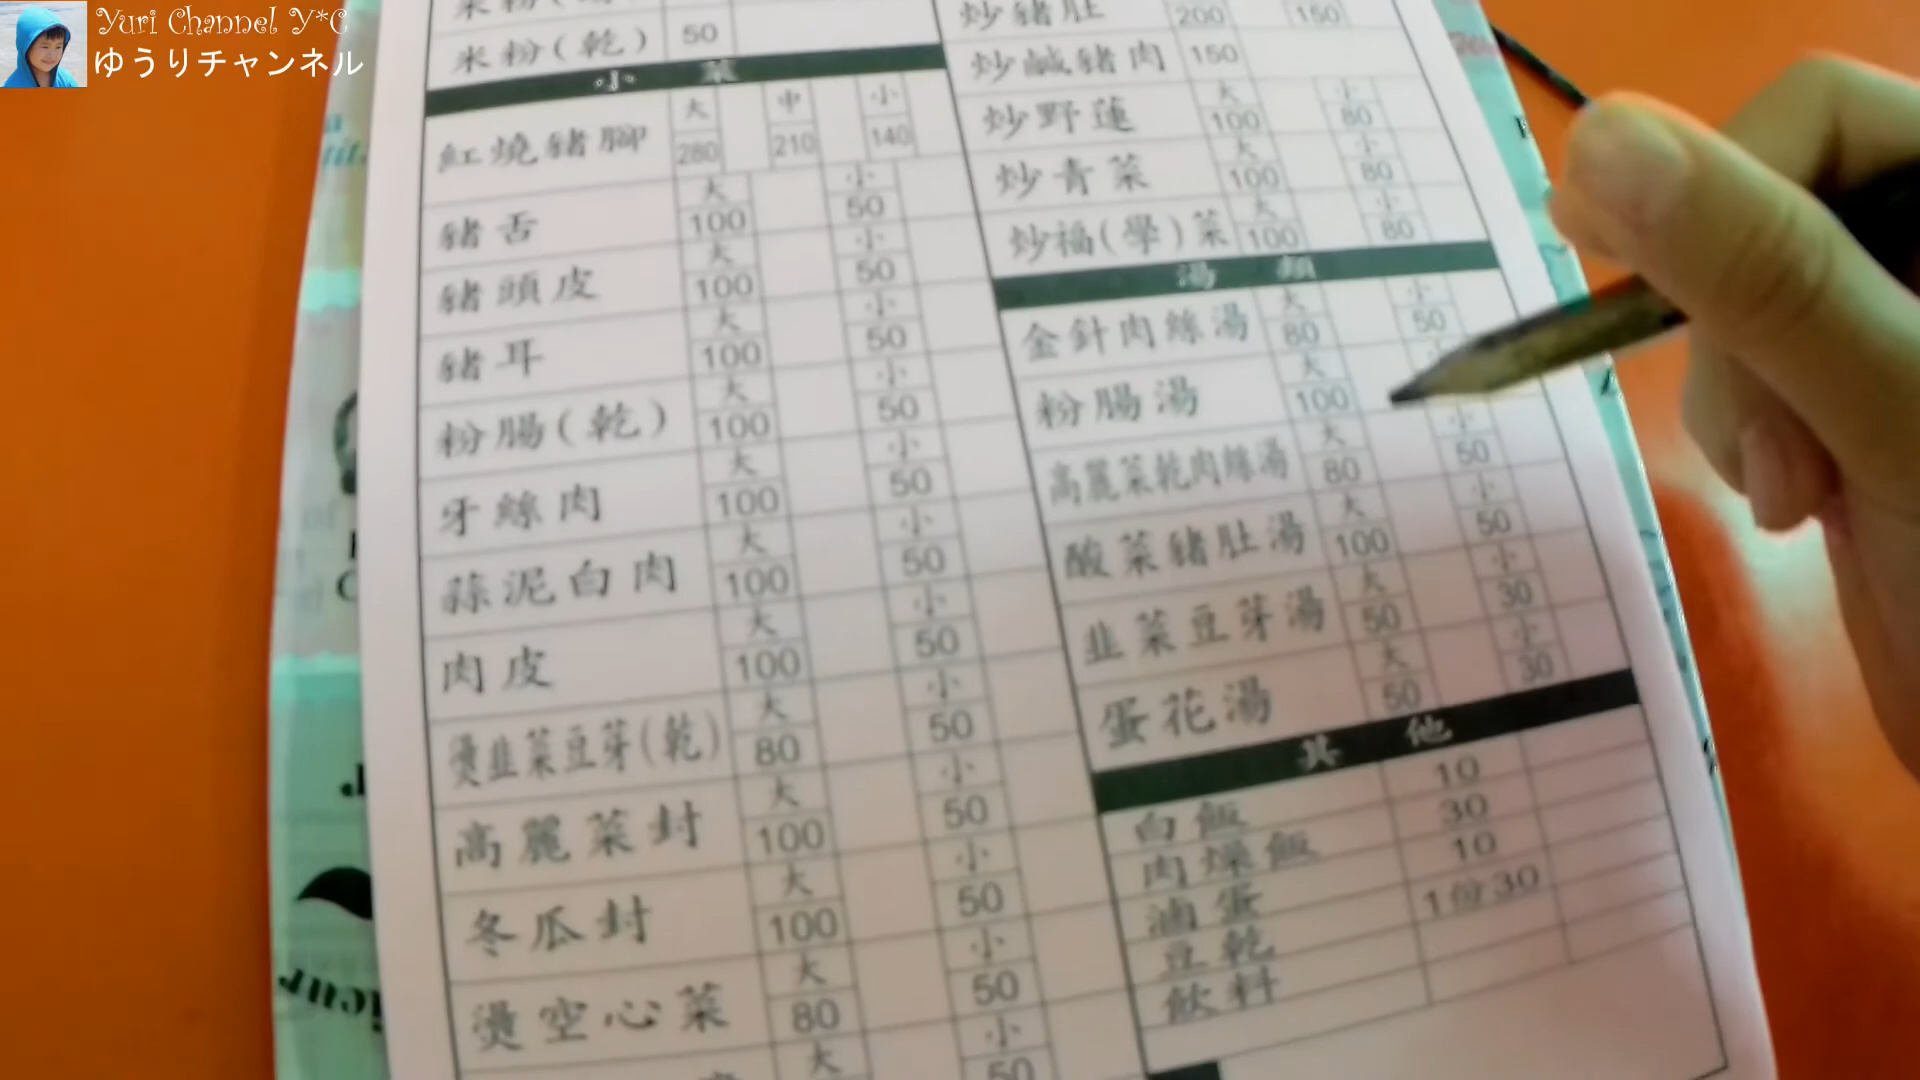 Yuri Channel Y*C
ゆうりチャンネル
米粉(乾) 50
小菜
紅燒豬腳 大 280 中 210 小 140
豬舌 大 100 小 50
豬頭皮 大 100 小 50
豬耳 大 100 小 50
粉腸(乾) 大 100 小 50
牙絲肉 大 100 小 50
蒜泥白肉 大 100 小 50
肉皮 大 100 小 50
燙韭菜豆芽(乾) 大 80 小 50
高麗菜封 大 100 小 50
冬瓜封 大 100 小 50
燙空心菜 大 80 小 50
大 小 50
炒豬肚 200 150
炒鹹豬肉 150
炒野蓮 大 100 小 80
炒青菜 大 100 小 80
炒福(學)菜 大 100 小 80
湯類
金針肉絲湯 大 80 小 50
粉腸湯 大 100 小
高麗菜乾肉絲湯 大 80 小 50
酸菜豬肚湯 大 100 小 50
韭菜豆芽湯 大 50 小 30
蛋花湯 大 50 小 30
其他
白飯 10
肉燥飯 30
滷蛋 10
豆乾 1份30
飲料